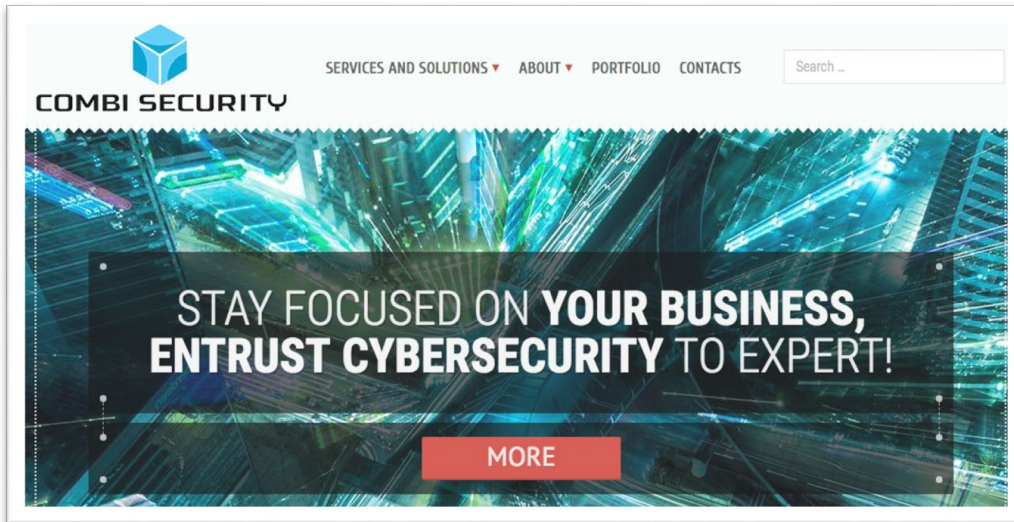 COMBI SECURITY
SERVICES AND SOLUTIONS ▾ ABOUT ▾ PORTFOLIO CONTACTS
Search ...
STAY FOCUSED ON YOUR BUSINESS,
ENTRUST CYBERSECURITY TO EXPERT!
MORE